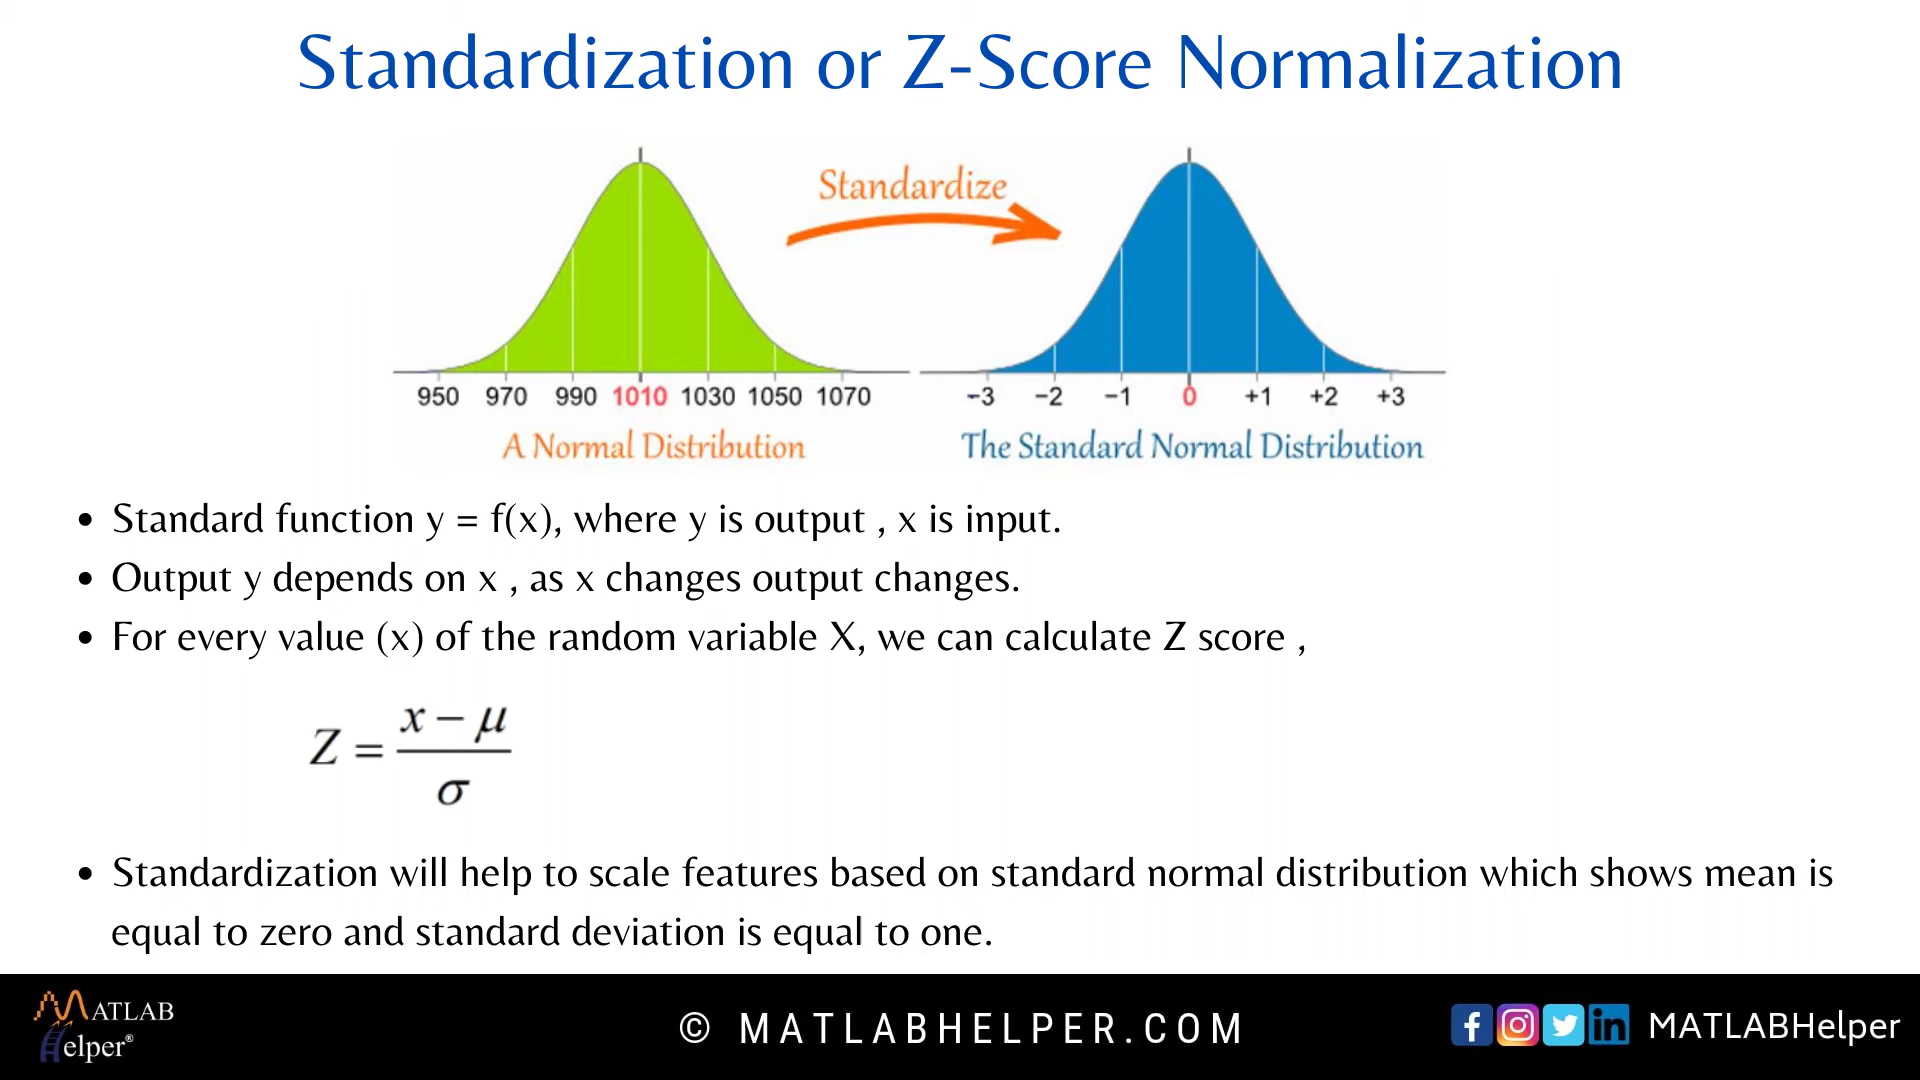 Standardization or Z-Score Normalization
Standardize
950 970 990 1010 1030 1050 1070
−3 −2 −1 0 +1 +2 +3
A Normal Distribution
The Standard Normal Distribution
• Standard function y = f(x), where y is output , x is input.
• Output y depends on x , as x changes output changes.
• For every value (x) of the random variable X, we can calculate Z score ,
Z = (x − μ) / σ
• Standardization will help to scale features based on standard normal distribution which shows mean is
equal to zero and standard deviation is equal to one.
MATLAB
Helper®
© MATLABHELPER.COM
MATLABHelper